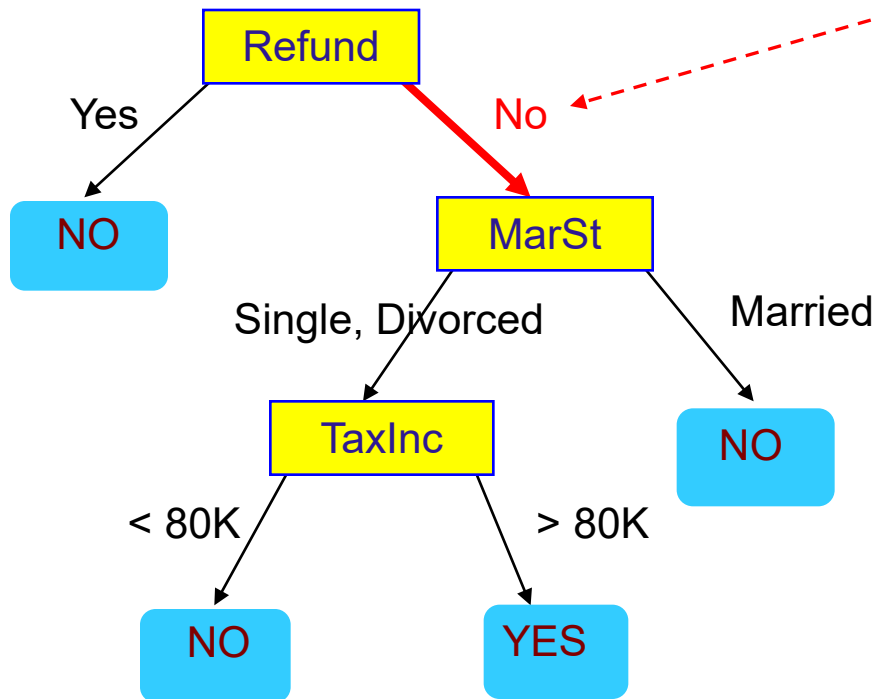 Refund
Yes
No
NO
MarSt
Single, Divorced
Married
TaxInc
NO
< 80K
> 80K
NO
YES